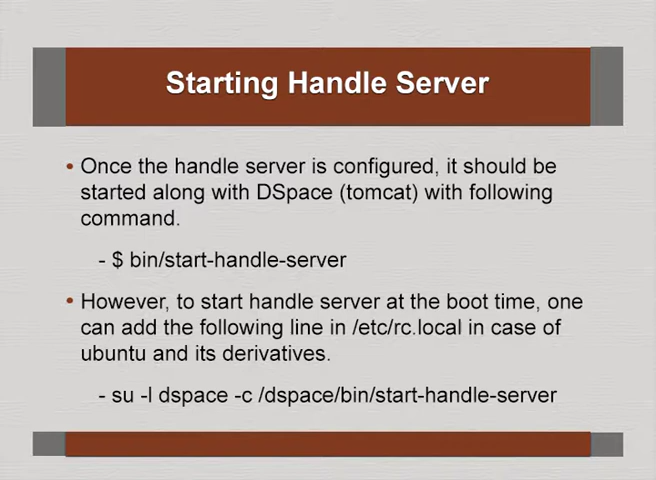 Starting Handle Server
• Once the handle server is configured, it should be
started along with DSpace (tomcat) with following
command.
- $ bin/start-handle-server
• However, to start handle server at the boot time, one
can add the following line in /etc/rc.local in case of
ubuntu and its derivatives.
- su -l dspace -c /dspace/bin/start-handle-server